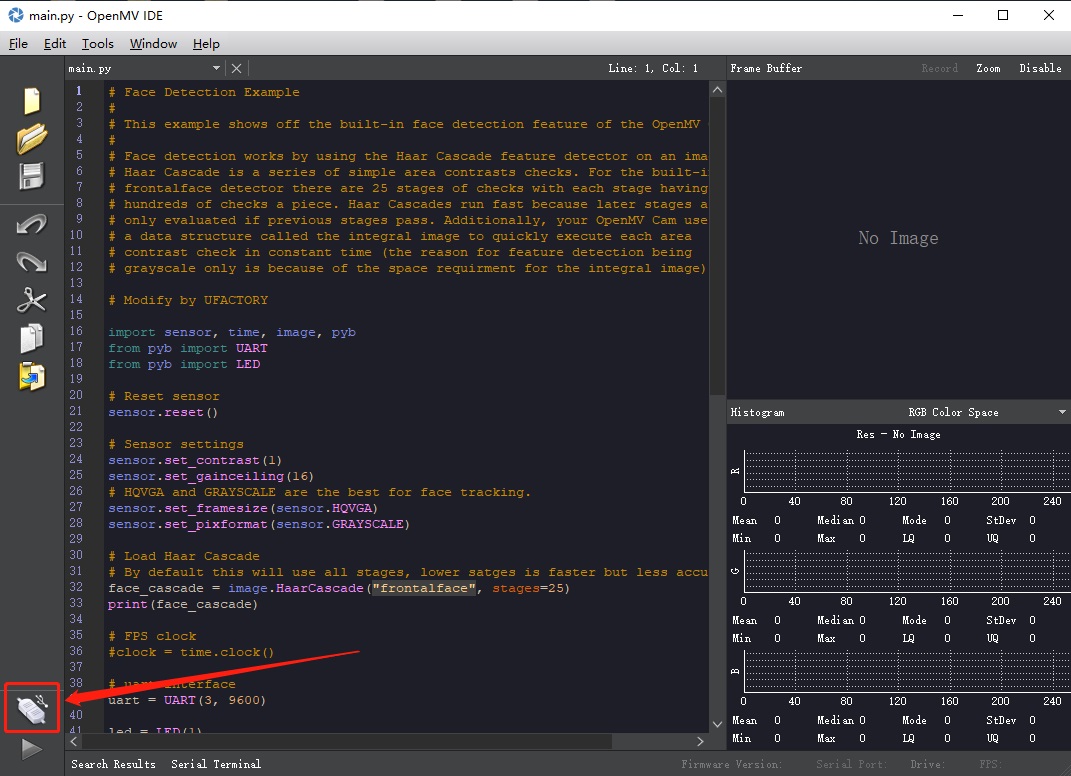 main.py - OpenMV IDE
File Edit Tools Window Help
main.py Line: 1, Col: 1 Frame Buffer Record Zoom Disable
1 # Face Detection Example
2 #
3 # This example shows off the built-in face detection feature of the OpenMV
4 #
5 # Face detection works by using the Haar Cascade feature detector on an ima
6 # Haar Cascade is a series of simple area contrasts checks. For the built-i
7 # frontalface detector there are 25 stages of checks with each stage having
8 # hundreds of checks a piece. Haar Cascades run fast because later stages a
9 # only evaluated if previous stages pass. Additionally, your OpenMV Cam use
10 # a data structure called the integral image to quickly execute each area
11 # contrast check in constant time (the reason for feature detection being
12 # grayscale only is because of the space requirment for the integral image)
13
14 # Modify by UFACTORY
15
16 import sensor, time, image, pyb
17 from pyb import UART
18 from pyb import LED
19
20 # Reset sensor
21 sensor.reset()
22
23 # Sensor settings
24 sensor.set_contrast(1)
25 sensor.set_gainceiling(16)
26 # HQVGA and GRAYSCALE are the best for face tracking.
27 sensor.set_framesize(sensor.HQVGA)
28 sensor.set_pixformat(sensor.GRAYSCALE)
29
30 # Load Haar Cascade
31 # By default this will use all stages, lower satges is faster but less accu
32 face_cascade = image.HaarCascade("frontalface", stages=25)
33 print(face_cascade)
34
35 # FPS clock
36 #clock = time.clock()
37
38 # uart interface
39 uart = UART(3, 9600)
40
41 led = LED(1)
No Image
Histogram RGB Color Space
Res - No Image
R
0 40 80 120 160 200 240
Mean 0 Median 0 Mode 0 StDev 0
Min 0 Max 0 LQ 0 UQ 0
G
0 40 80 120 160 200 240
Mean 0 Median 0 Mode 0 StDev 0
Min 0 Max 0 LQ 0 UQ 0
B
0 40 80 120 160 200 240
Mean 0 Median 0 Mode 0 StDev 0
Min 0 Max 0 LQ 0 UQ 0
Search Results Serial Terminal Firmware Version: Serial Port: Drive: FPS: